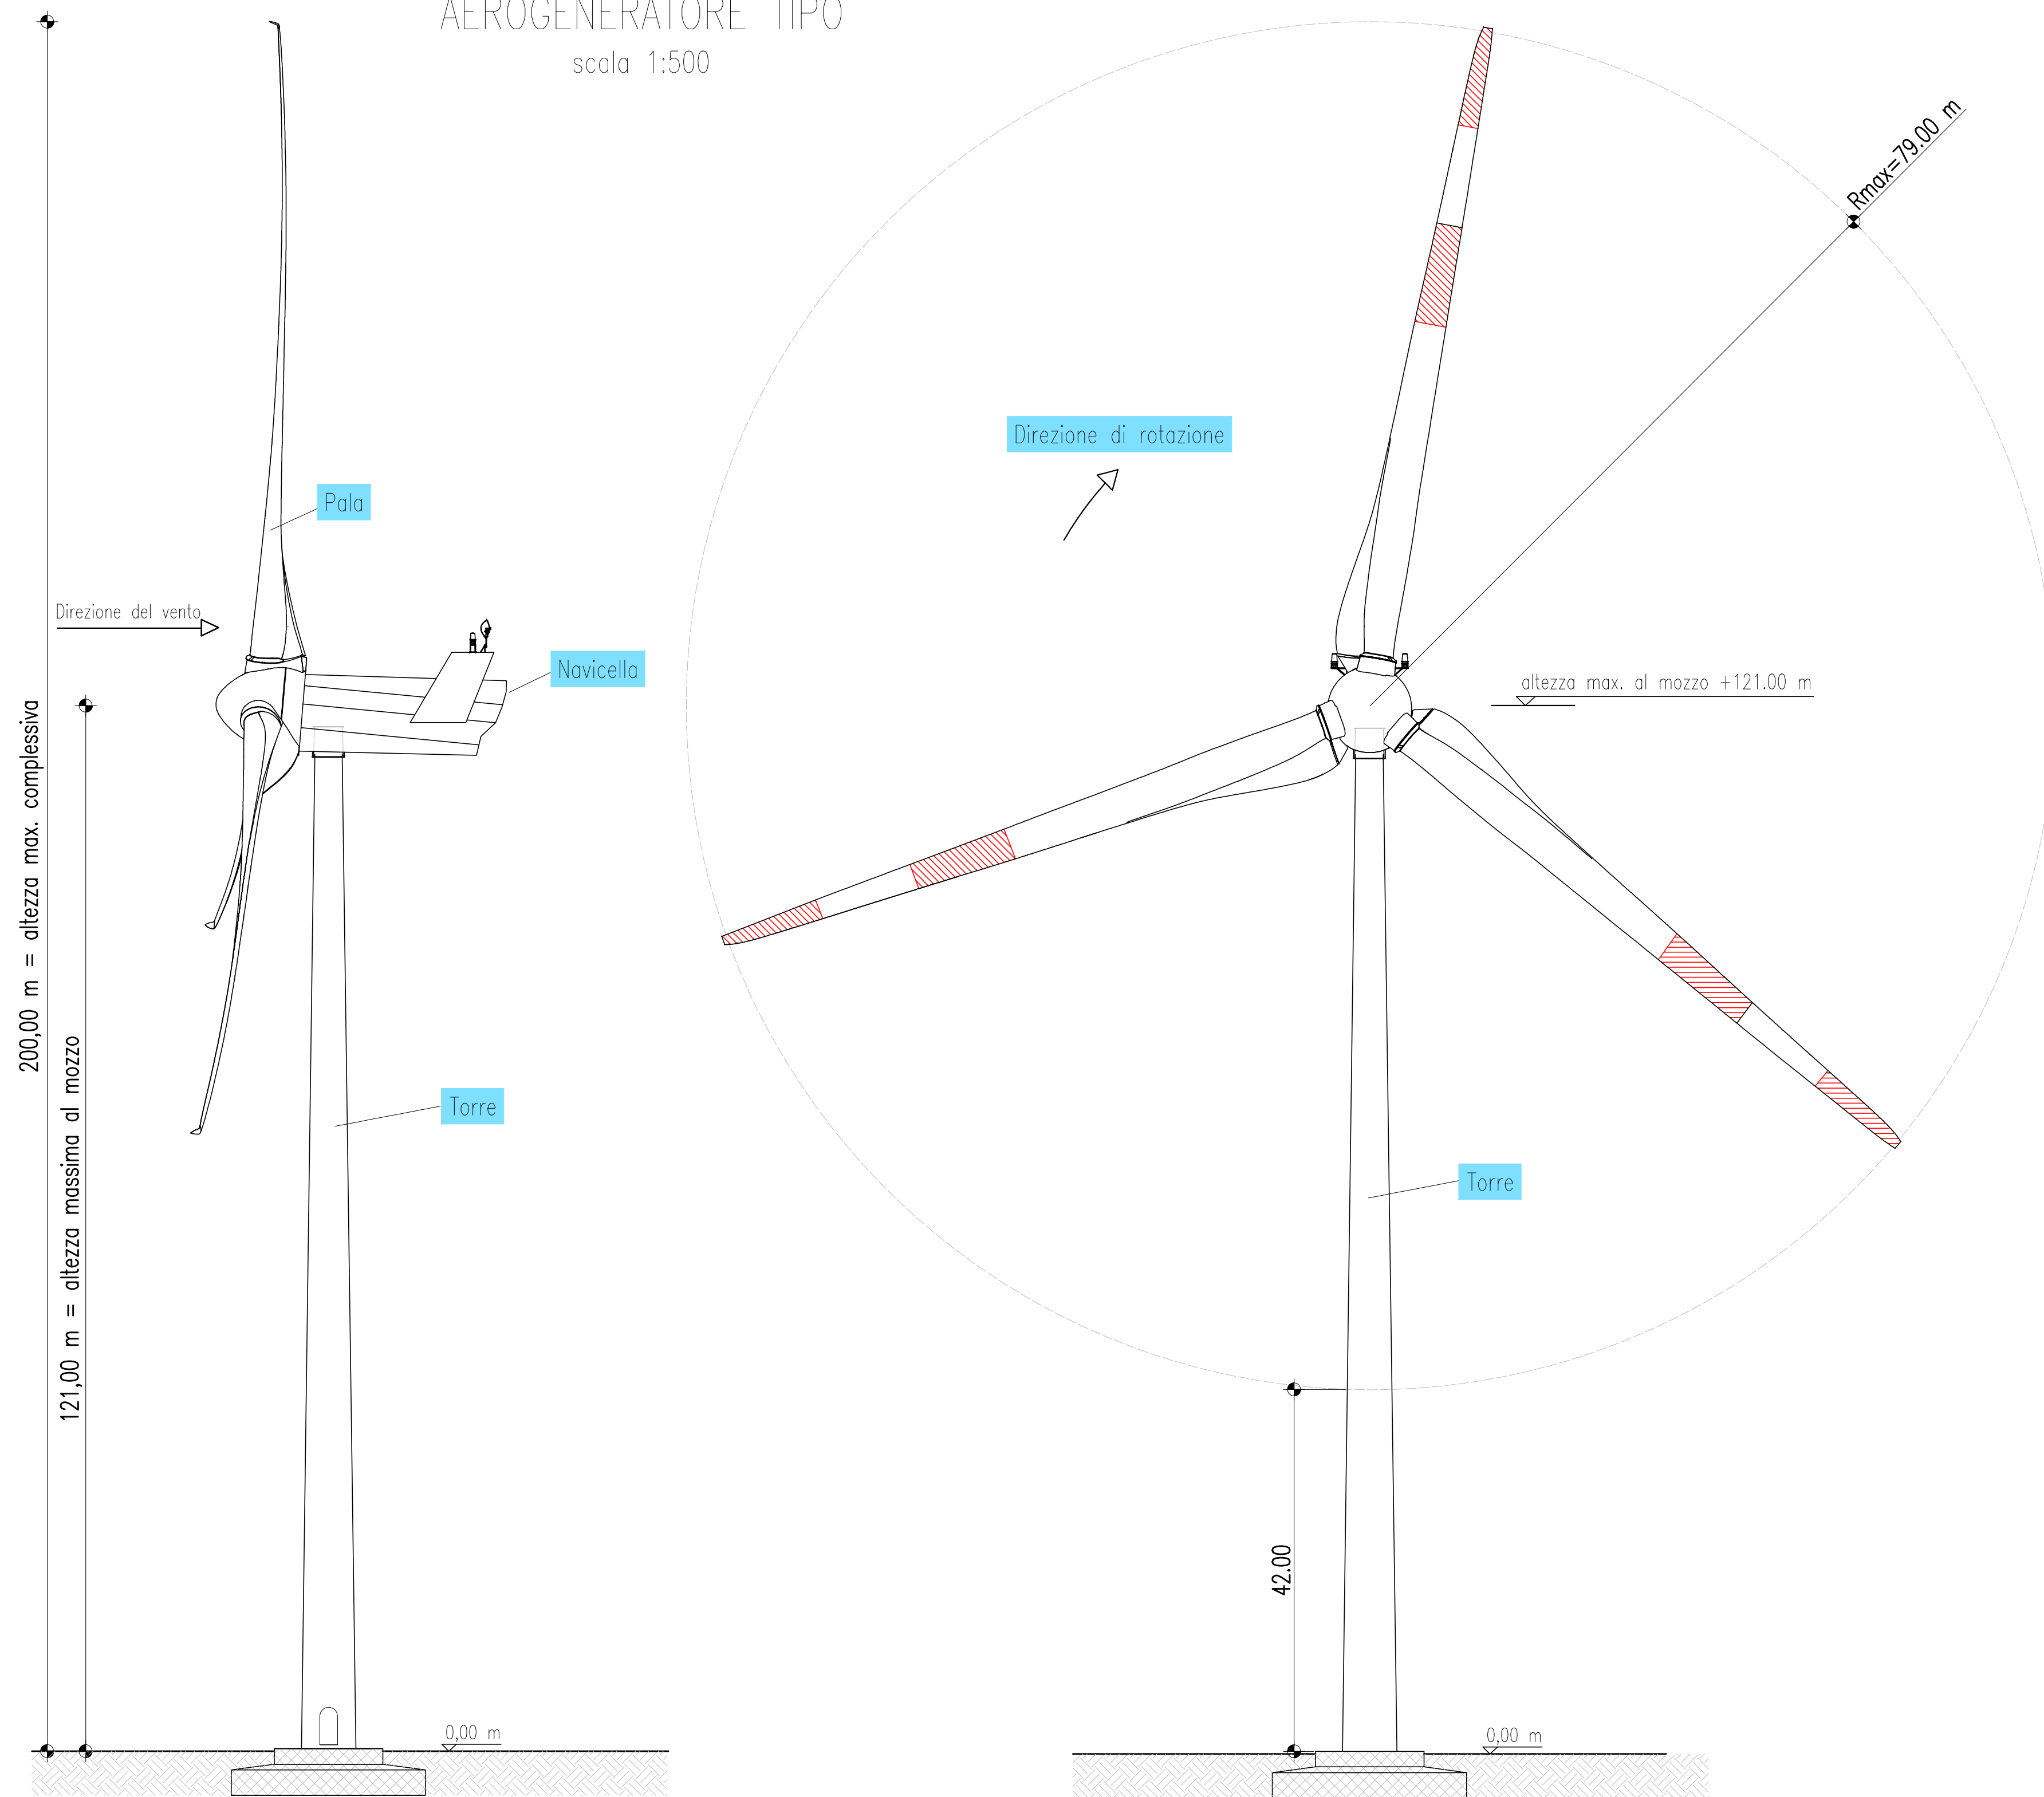 AEROGENERATORE TIPO
scala 1:500
Rmax=79.00 m
Direzione di rotazione
Pala
Direzione del vento
Navicella
altezza max. al mozzo +121.00 m
200,00 m = altezza max. complessiva
121,00 m = altezza massima al mozzo
Torre
Torre
42.00
0,00 m
0,00 m